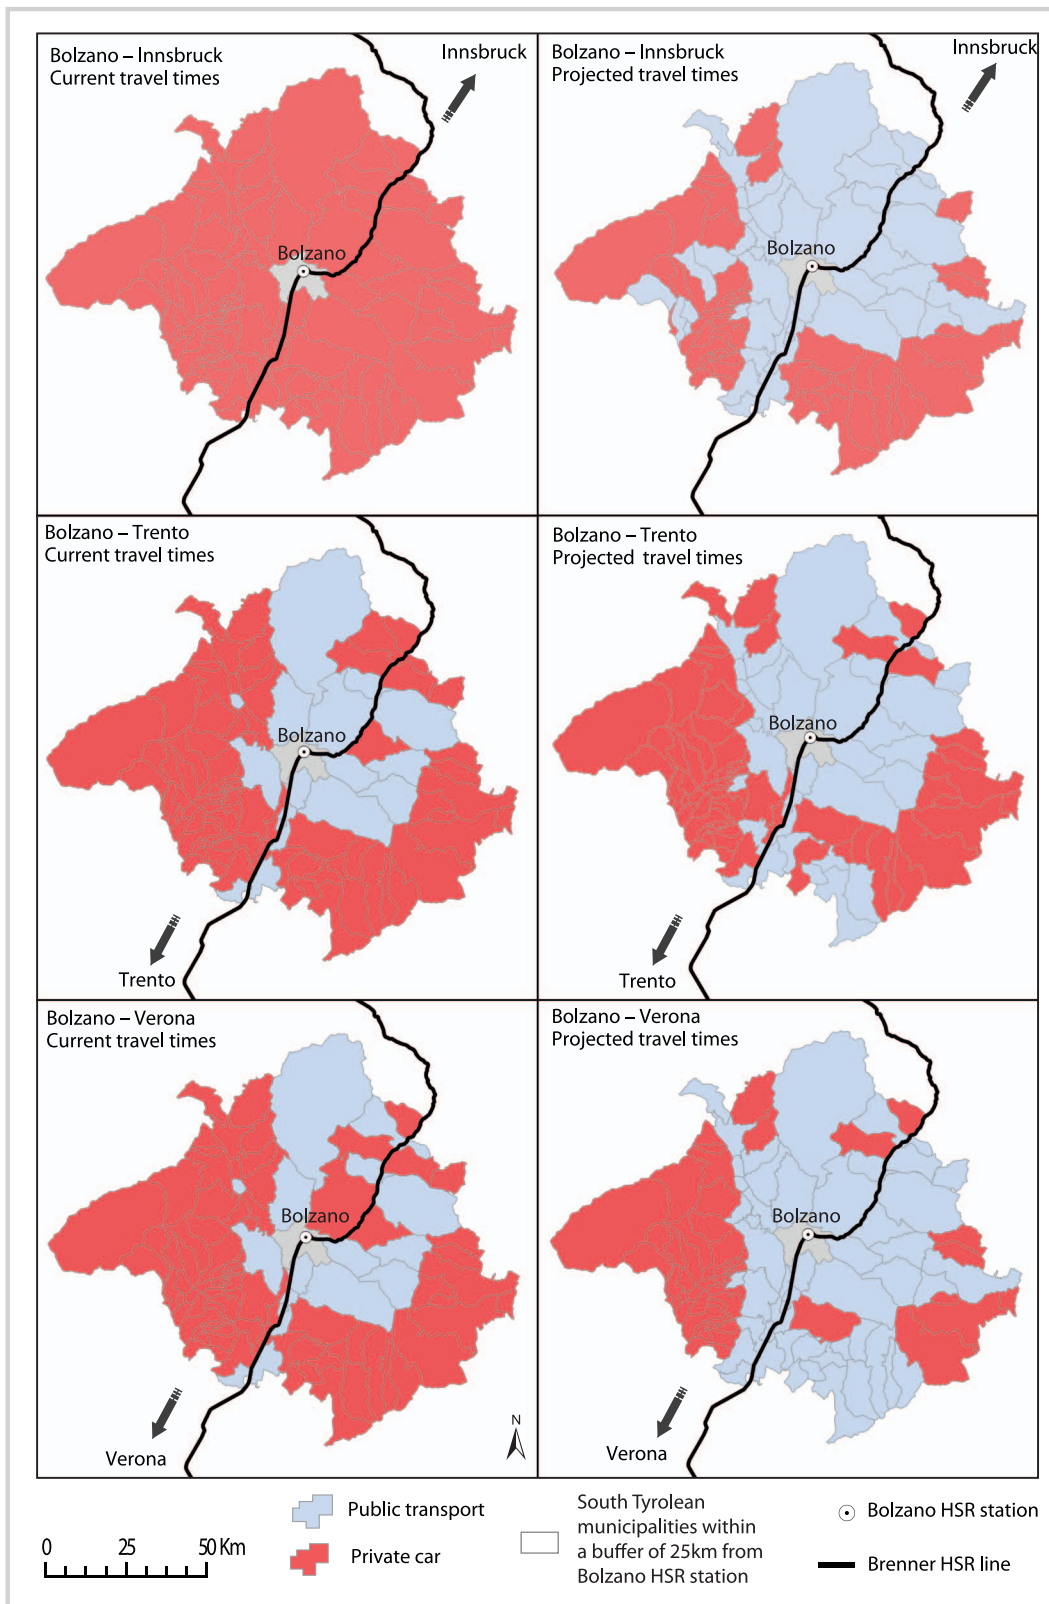 Bolzano – Innsbruck
Current travel times
Innsbruck
Bolzano
Bolzano – Innsbruck
Projected travel times
Innsbruck
Bolzano
Bolzano – Trento
Current travel times
Bolzano
Trento
Bolzano – Trento
Projected travel times
Bolzano
Trento
Bolzano – Verona
Current travel times
Bolzano
Verona
N
Bolzano – Verona
Projected travel times
Bolzano
Verona
0 25 50 Km
Public transport
Private car
South Tyrolean
municipalities within
a buffer of 25km from
Bolzano HSR station
Bolzano HSR station
Brenner HSR line